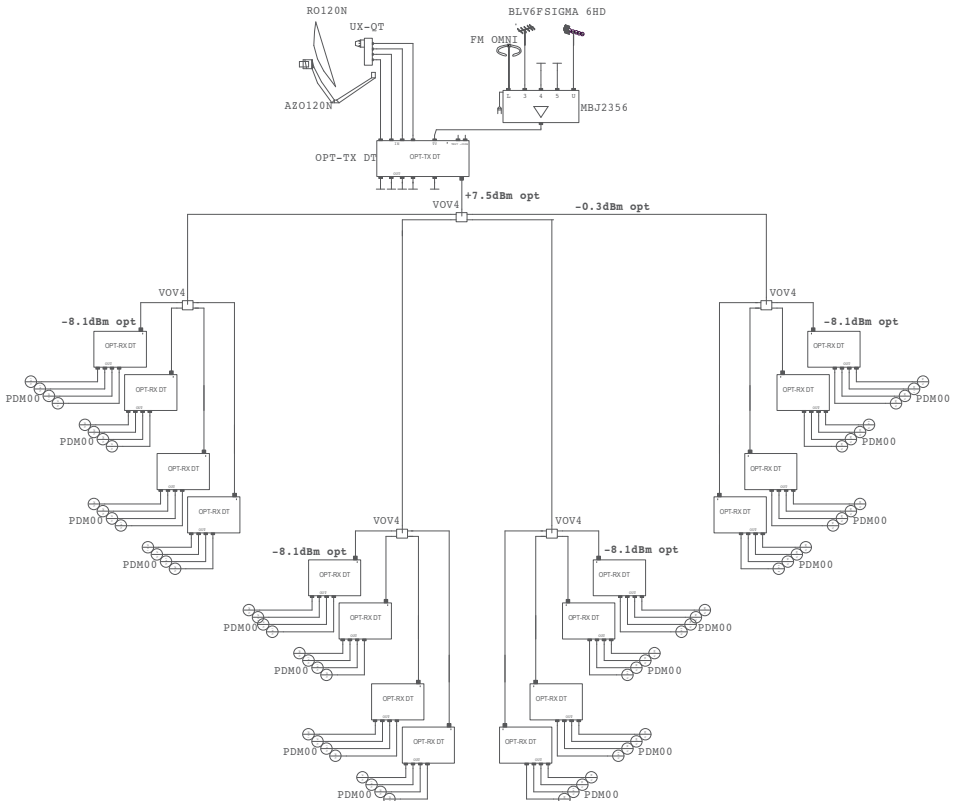 RO120N
BLV6F SIGMA 6HD
UX-QT
FM OMNI
AZO120N
L 3 4 5 U
MBJ2356
OPT-TX DT
OPT-TX DT
+7.5dBm opt
VOV4
-0.3dBm opt
VOV4
VOV4
-8.1dBm opt
-8.1dBm opt
OPT-RX DT
OPT-RX DT
OPT-RX DT
OPT-RX DT
PDM00
PDM00
PDM00
PDM00
OPT-RX DT
OPT-RX DT
OPT-RX DT
OPT-RX DT
PDM00
PDM00
PDM00
PDM00
VOV4
VOV4
-8.1dBm opt
-8.1dBm opt
OPT-RX DT
OPT-RX DT
OPT-RX DT
OPT-RX DT
PDM00
PDM00
PDM00
PDM00
OPT-RX DT
OPT-RX DT
OPT-RX DT
OPT-RX DT
PDM00
PDM00
PDM00
PDM00